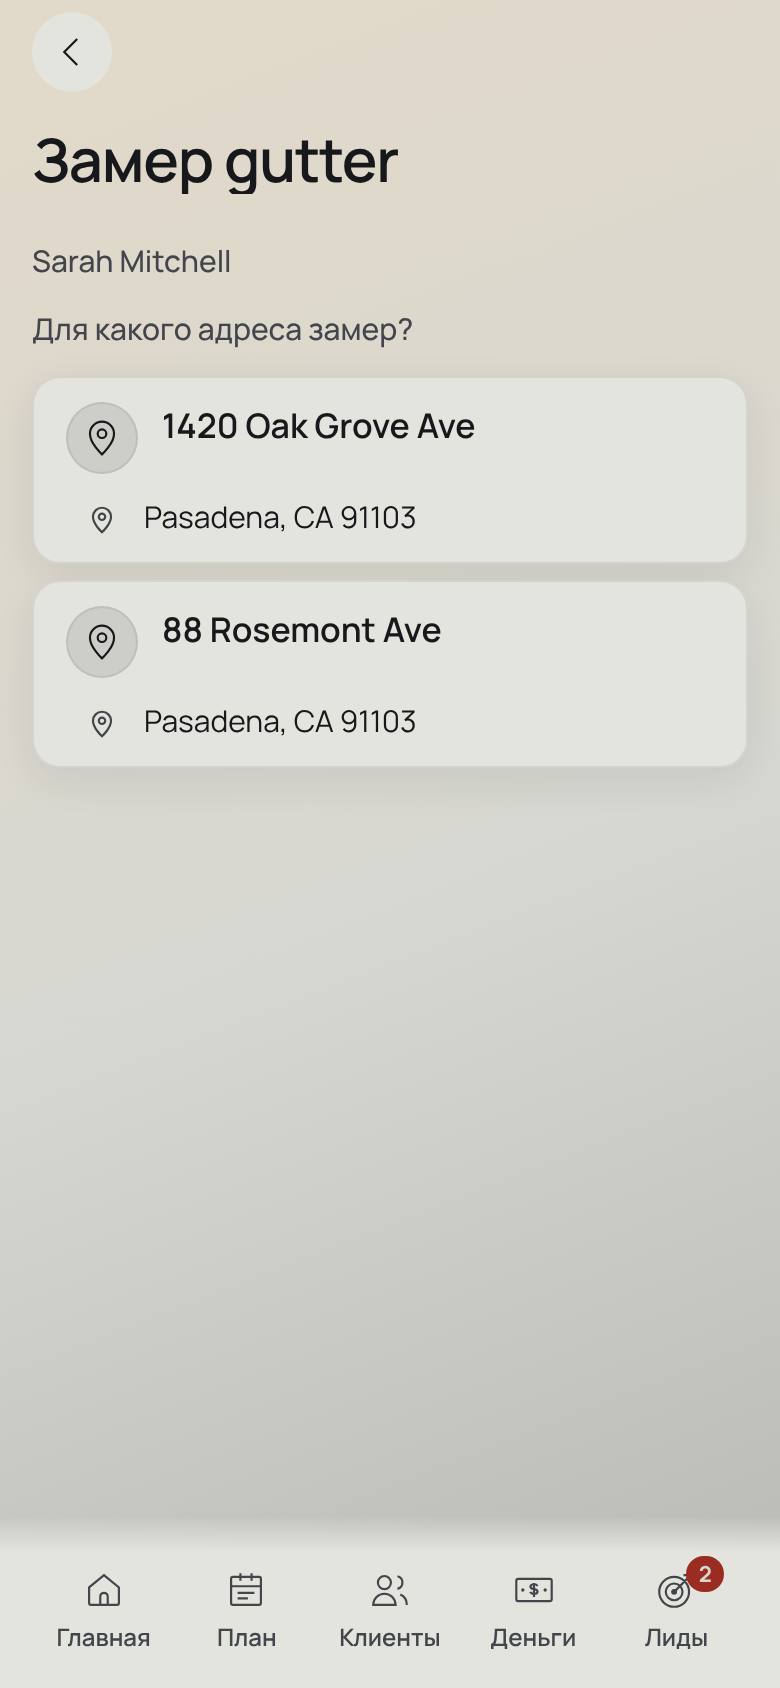 Замер gutter
Sarah Mitchell
Для какого адреса замер?
1420 Oak Grove Ave
Pasadena, CA 91103
88 Rosemont Ave
Pasadena, CA 91103
2
Главная План Клиенты Деньги Лиды